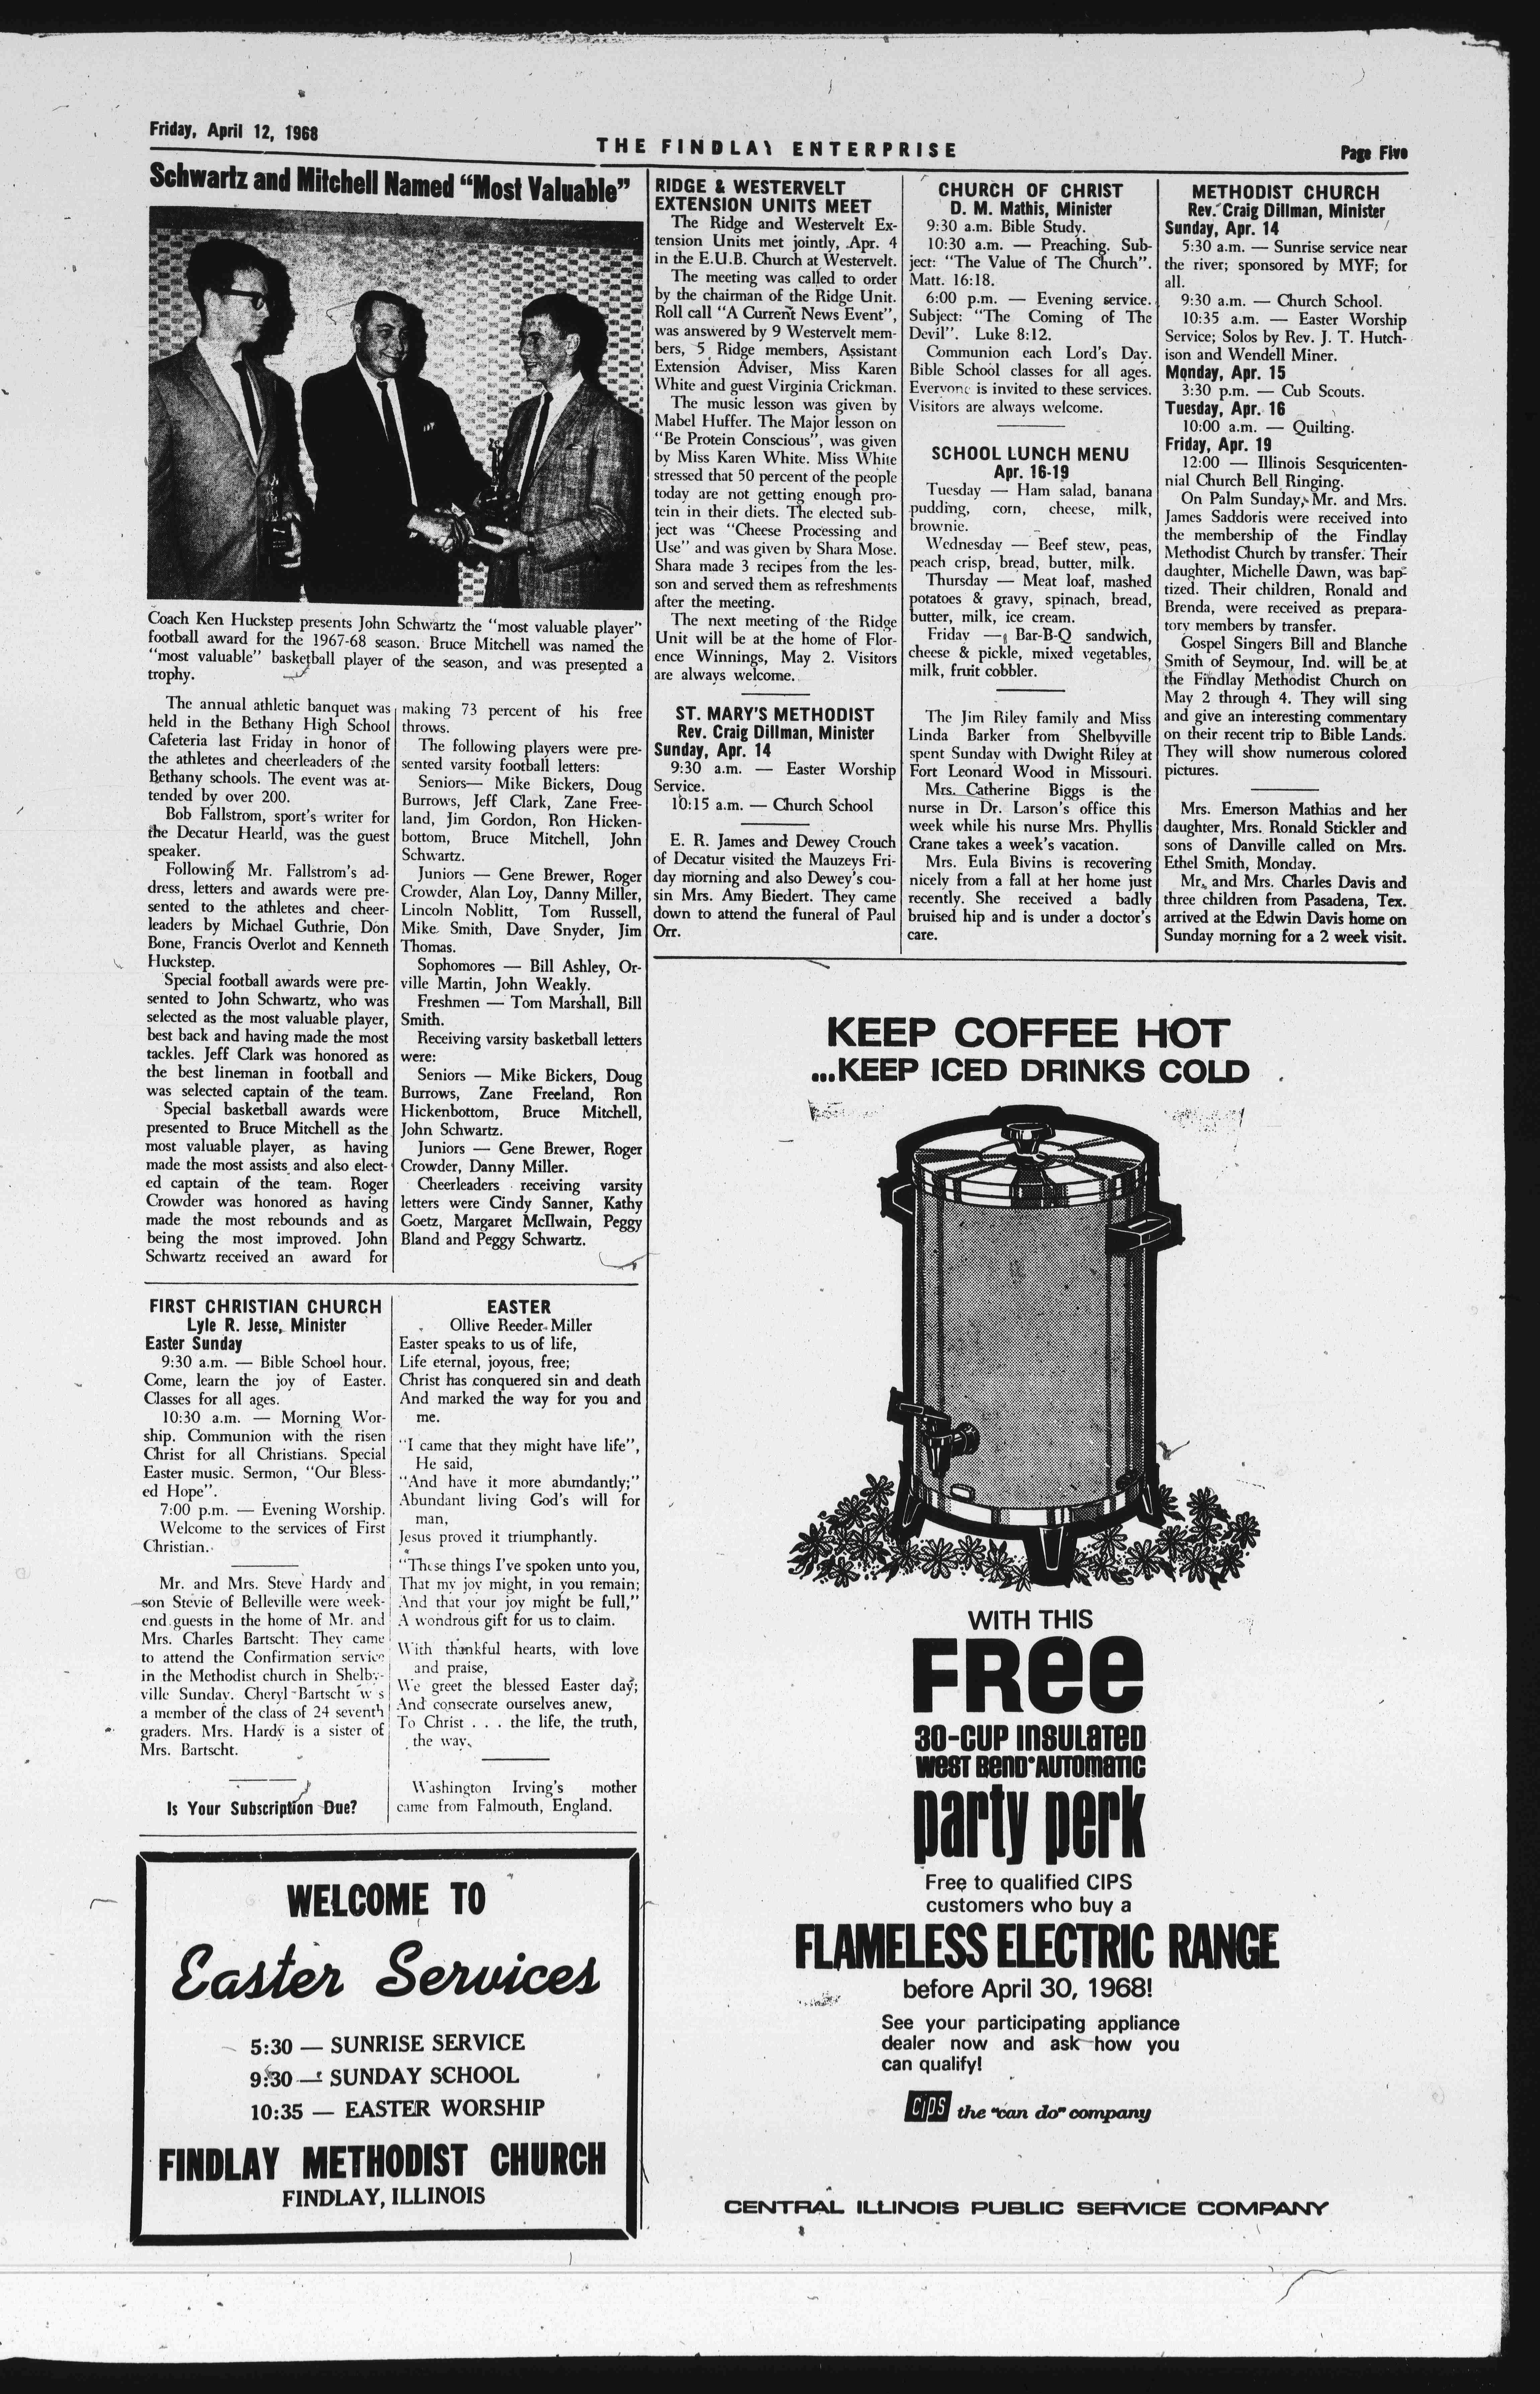 Friday, April 12, 1968
THE FINDLAY ENTERPRISE
Page Five
Schwartz and Mitchell Named "Most Valuable"
Coach Ken Huckstep presents John Schwartz the "most valuable player"
football award for the 1967-68 season. Bruce Mitchell was named the
"most valuable" basketball player of the season, and was presented a
trophy.
The annual athletic banquet was
held in the Bethany High School
Cafeteria last Friday in honor of
the athletes and cheerleaders of the
Bethany schools. The event was at-
tended by over 200.
Bob Fallstrom, sport's writer for
the Decatur Hearld, was the guest
speaker.
Following Mr. Fallstrom's ad-
dress, letters and awards were pre-
sented to the athletes and cheer-
leaders by Michael Guthrie, Don
Bone, Francis Overlot and Kenneth
Huckstep.
Special football awards were pre-
sented to John Schwartz, who was
selected as the most valuable player,
best back and having made the most
tackles. Jeff Clark was honored as
the best lineman in football and
was selected captain of the team.
Special basketball awards were
presented to Bruce Mitchell as the
most valuable player, as having
made the most assists and also elect-
ed captain of the team. Roger
Crowder was honored as having
made the most rebounds and as
being the most improved. John
Schwartz received an award for
making 73 percent of his free
throws.
The following players were pre-
sented varsity football letters:
Seniors— Mike Bickers, Doug
Burrows, Jeff Clark, Zane Free-
land, Jim Gordon, Ron Hicken-
bottom, Bruce Mitchell, John
Schwartz.
Juniors — Gene Brewer, Roger
Crowder, Alan Loy, Danny Miller,
Lincoln Noblitt, Tom Russell,
Mike Smith, Dave Snyder, Jim
Thomas.
Sophomores — Bill Ashley, Or-
ville Martin, John Weakly.
Freshmen — Tom Marshall, Bill
Smith.
Receiving varsity basketball letters
were:
Seniors — Mike Bickers, Doug
Burrows, Zane Freeland, Ron
Hickenbottom, Bruce Mitchell,
John Schwartz.
Juniors — Gene Brewer, Roger
Crowder, Danny Miller.
Cheerleaders receiving varsity
letters were Cindy Sanner, Kathy
Goetz, Margaret McIlwain, Peggy
Bland and Peggy Schwartz.
FIRST CHRISTIAN CHURCH
Lyle R. Jesse, Minister
Easter Sunday
9:30 a.m. — Bible School hour.
Come, learn the joy of Easter.
Classes for all ages.
10:30 a.m. — Morning Wor-
ship. Communion with the risen
Christ for all Christians. Special
Easter music. Sermon, "Our Bless-
ed Hope".
7:00 p.m. — Evening Worship.
Welcome to the services of First
Christian.
Mr. and Mrs. Steve Hardy and
son Stevie of Belleville were week-
end guests in the home of Mr. and
Mrs. Charles Bartscht. They came
to attend the Confirmation service
in the Methodist church in Shelby-
ville Sunday. Cheryl Bartscht w s
a member of the class of 24 seventh
graders. Mrs. Hardy is a sister of
Mrs. Bartscht.
Is Your Subscription Due?
EASTER
Ollive Reeder Miller
Easter speaks to us of life,
Life eternal, joyous, free;
Christ has conquered sin and death
And marked the way for you and
me.
"I came that they might have life",
He said,
"And have it more abundantly;"
Abundant living God's will for
man,
Jesus proved it triumphantly.
"These things I've spoken unto you,
That my joy might, in you remain;
And that your joy might be full,"
A wondrous gift for us to claim.
With thankful hearts, with love
and praise,
We greet the blessed Easter day;
And consecrate ourselves anew,
To Christ . . . the life, the truth,
the way.
Washington Irving's mother
came from Falmouth, England.
WELCOME TO
Easter Services
5:30 — SUNRISE SERVICE
9:30 — SUNDAY SCHOOL
10:35 — EASTER WORSHIP
FINDLAY METHODIST CHURCH
FINDLAY, ILLINOIS
RIDGE & WESTERVELT
EXTENSION UNITS MEET
The Ridge and Westervelt Ex-
tension Units met jointly, Apr. 4
in the E.U.B. Church at Westervelt.
The meeting was called to order
by the chairman of the Ridge Unit.
Roll call "A Current News Event",
was answered by 9 Westervelt mem-
bers, 5 Ridge members, Assistant
Extension Adviser, Miss Karen
White and guest Virginia Crickman.
The music lesson was given by
Mabel Huffer. The Major lesson on
"Be Protein Conscious", was given
by Miss Karen White. Miss White
stressed that 50 percent of the people
today are not getting enough pro-
tein in their diets. The elected sub-
ject was "Cheese Processing and
Use" and was given by Shara Mose.
Shara made 3 recipes from the les-
son and served them as refreshments
after the meeting.
The next meeting of the Ridge
Unit will be at the home of Flor-
ence Winnings, May 2. Visitors
are always welcome.
ST. MARY'S METHODIST
Rev. Craig Dillman, Minister
Sunday, Apr. 14
9:30 a.m. — Easter Worship
Service.
10:15 a.m. — Church School
E. R. James and Dewey Crouch
of Decatur visited the Mauzeys Fri-
day morning and also Dewey's cou-
sin Mrs. Amy Biedert. They came
down to attend the funeral of Paul
Orr.
CHURCH OF CHRIST
D. M. Mathis, Minister
9:30 a.m. Bible Study.
10:30 a.m. — Preaching. Sub-
ject: "The Value of The Church".
Matt. 16:18.
6:00 p.m. — Evening service.
Subject: "The Coming of The
Devil". Luke 8:12.
Communion each Lord's Day.
Bible School classes for all ages.
Everyone is invited to these services.
Visitors are always welcome.
SCHOOL LUNCH MENU
Apr. 16-19
Tuesday — Ham salad, banana
pudding, corn, cheese, milk,
brownie.
Wednesday — Beef stew, peas,
peach crisp, bread, butter, milk.
Thursday — Meat loaf, mashed
potatoes & gravy, spinach, bread,
butter, milk, ice cream.
Friday — Bar-B-Q sandwich,
cheese & pickle, mixed vegetables,
milk, fruit cobbler.
The Jim Riley family and Miss
Linda Barker from Shelbyville
spent Sunday with Dwight Riley at
Fort Leonard Wood in Missouri.
Mrs. Catherine Biggs is the
nurse in Dr. Larson's office this
week while his nurse Mrs. Phyllis
Crane takes a week's vacation.
Mrs. Eula Bivins is recovering
nicely from a fall at her home just
recently. She received a badly
bruised hip and is under a doctor's
care.
METHODIST CHURCH
Rev. Craig Dillman, Minister
Sunday, Apr. 14
5:30 a.m. — Sunrise service near
the river; sponsored by MYF; for
all.
9:30 a.m. — Church School.
10:35 a.m. — Easter Worship
Service; Solos by Rev. J. T. Hutch-
ison and Wendell Miner.
Monday, Apr. 15
3:30 p.m. — Cub Scouts.
Tuesday, Apr. 16
10:00 a.m. — Quilting.
Friday, Apr. 19
12:00 — Illinois Sesquicenten-
nial Church Bell Ringing.
On Palm Sunday, Mr. and Mrs.
James Saddoris were received into
the membership of the Findlay
Methodist Church by transfer. Their
daughter, Michelle Dawn, was bap-
tized. Their children, Ronald and
Brenda, were received as prepara-
tory members by transfer.
Gospel Singers Bill and Blanche
Smith of Seymour, Ind. will be at
the Findlay Methodist Church on
May 2 through 4. They will sing
and give an interesting commentary
on their recent trip to Bible Lands.
They will show numerous colored
pictures.
Mrs. Emerson Mathias and her
daughter, Mrs. Ronald Stickler and
sons of Danville called on Mrs.
Ethel Smith, Monday.
Mr. and Mrs. Charles Davis and
three children from Pasadena, Tex.
arrived at the Edwin Davis home on
Sunday morning for a 2 week visit.
KEEP COFFEE HOT
...KEEP ICED DRINKS COLD
WITH THIS
FREE
30-CUP INSULATED
WEST BEND AUTOMATIC
party perk
Free to qualified CIPS
customers who buy a
FLAMELESS ELECTRIC RANGE
before April 30, 1968!
See your participating appliance
dealer now and ask how you
can qualify!
CIPS the "can do" company
CENTRAL ILLINOIS PUBLIC SERVICE COMPANY